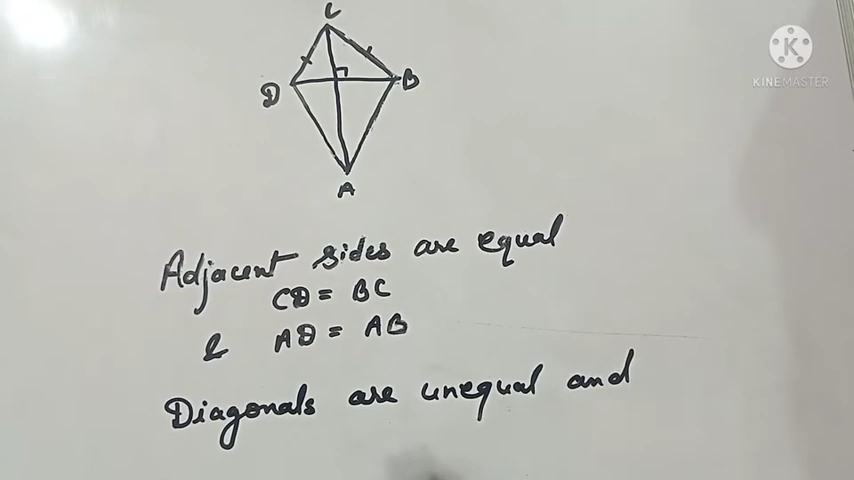 C
D
B
A
K
KINEMASTER
Adjacent sides are equal
CD = BC
& AD = AB
Diagonals are unequal and